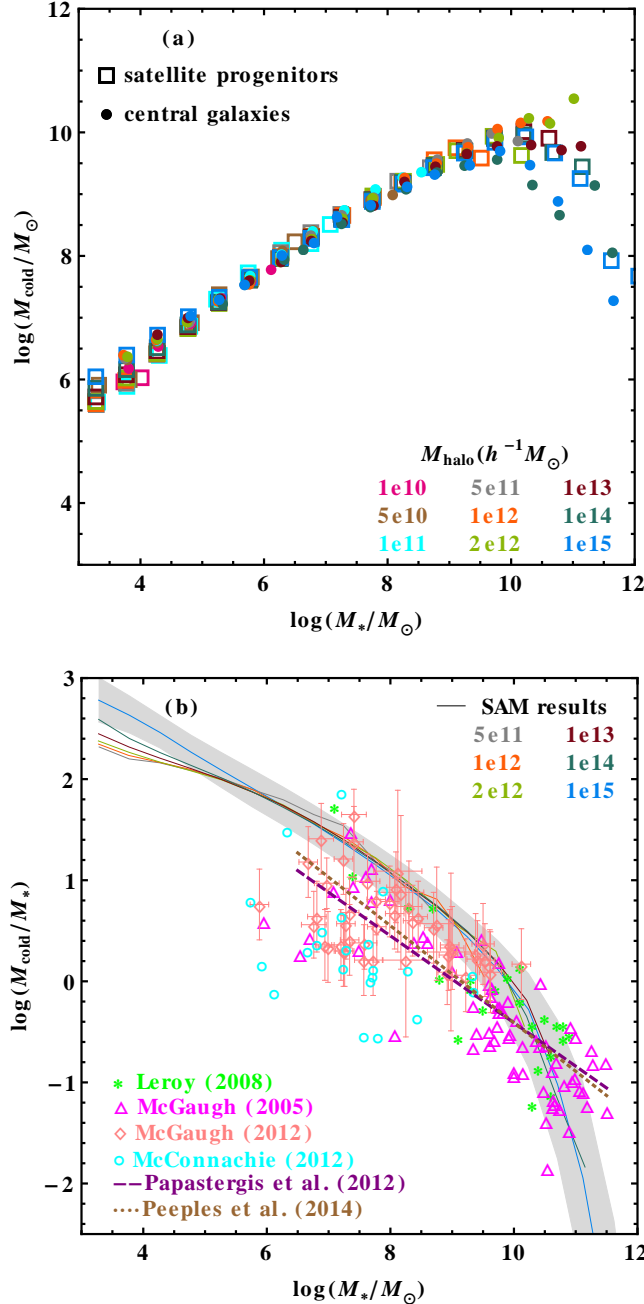 12
(a)
satellite progenitors
central galaxies
10
8
6
4
log(M_cold/M_⊙)
M_halo(h⁻¹M_⊙)
1e10 5e11 1e13
5e10 1e12 1e14
1e11 2e12 1e15
4 6 8 10 12
log(M_*/M_⊙)
3
(b)
SAM results
5e11 1e13
1e12 1e14
2e12 1e15
2
1
0
-1
-2
log(M_cold/M_*)
Leroy (2008)
McGaugh (2005)
McGaugh (2012)
McConnachie (2012)
Papastergis et al. (2012)
Peeples et al. (2014)
4 6 8 10 12
log(M_*/M_⊙)